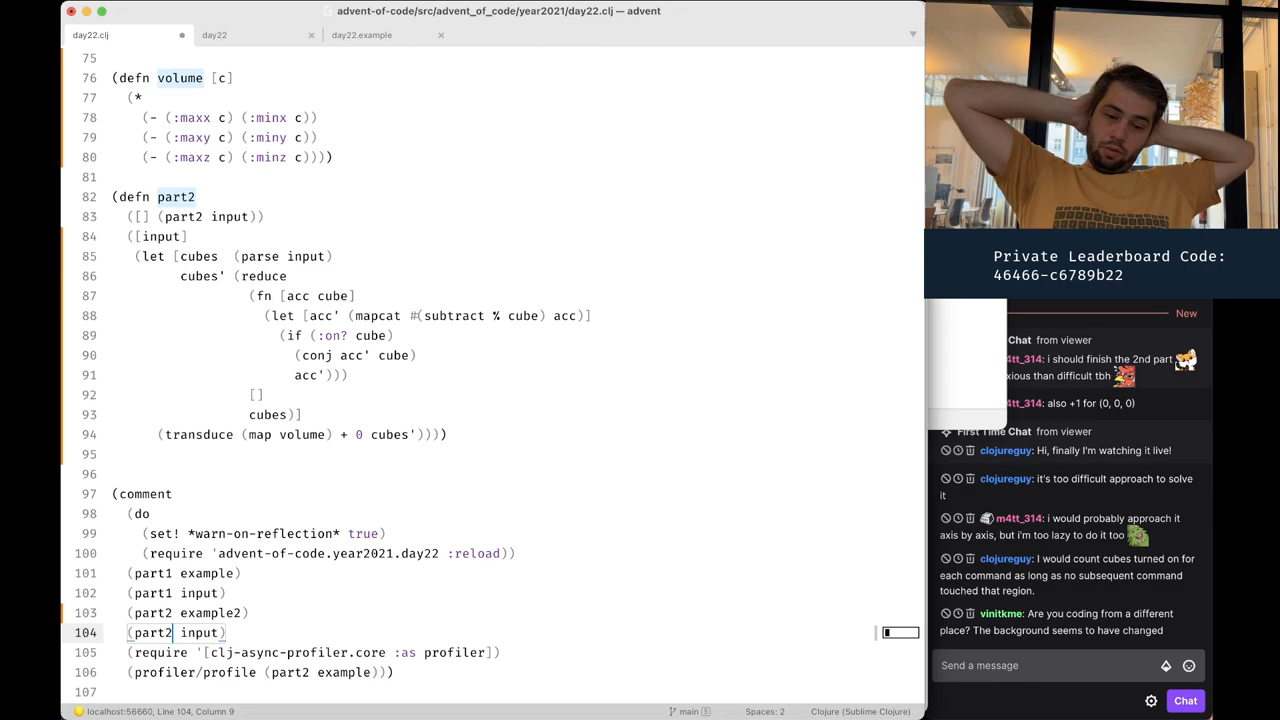 advent-of-code/src/advent_of_code/year2021/day22.clj — advent
day22.clj
day22
day22.example
75
76 (defn volume [c]
77 (*
78 (- (:maxx c) (:minx c))
79 (- (:maxy c) (:miny c))
80 (- (:maxz c) (:minz c))))
81
82 (defn part2
83 ([] (part2 input))
84 ([input]
85 (let [cubes (parse input)
86 cubes' (reduce
87 (fn [acc cube]
88 (let [acc' (mapcat #(subtract % cube) acc)]
89 (if (:on? cube)
90 (conj acc' cube)
91 acc')))
92 []
93 cubes)]
94 (transduce (map volume) + 0 cubes'))))
95
96
97 (comment
98 (do
99 (set! *warn-on-reflection* true)
100 (require 'advent-of-code.year2021.day22 :reload))
101 (part1 example)
102 (part1 input)
103 (part2 example2)
104 (part2 input)
105 (require '[clj-async-profiler.core :as profiler])
106 (profiler/profile (part2 example)))
107
localhost:56660, Line 104, Column 9
main 5
Spaces: 2
Clojure (Sublime Clojure)
Private Leaderboard Code:
46466-c6789b22
New
Chat from viewer
4tt_314: i should finish the 2nd part
xious than difficult tbh
4tt_314: also +1 for (0, 0, 0)
First Time Chat from viewer
clojureguy: Hi, finally I'm watching it live!
clojureguy: it's too difficult approach to solve
it
m4tt_314: i would probably approach it
axis by axis, but i'm too lazy to do it too
clojureguy: I would count cubes turned on for
each command as long as no subsequent command
touched that region.
vinitkme: Are you coding from a different
place? The background seems to have changed
Send a message
Chat